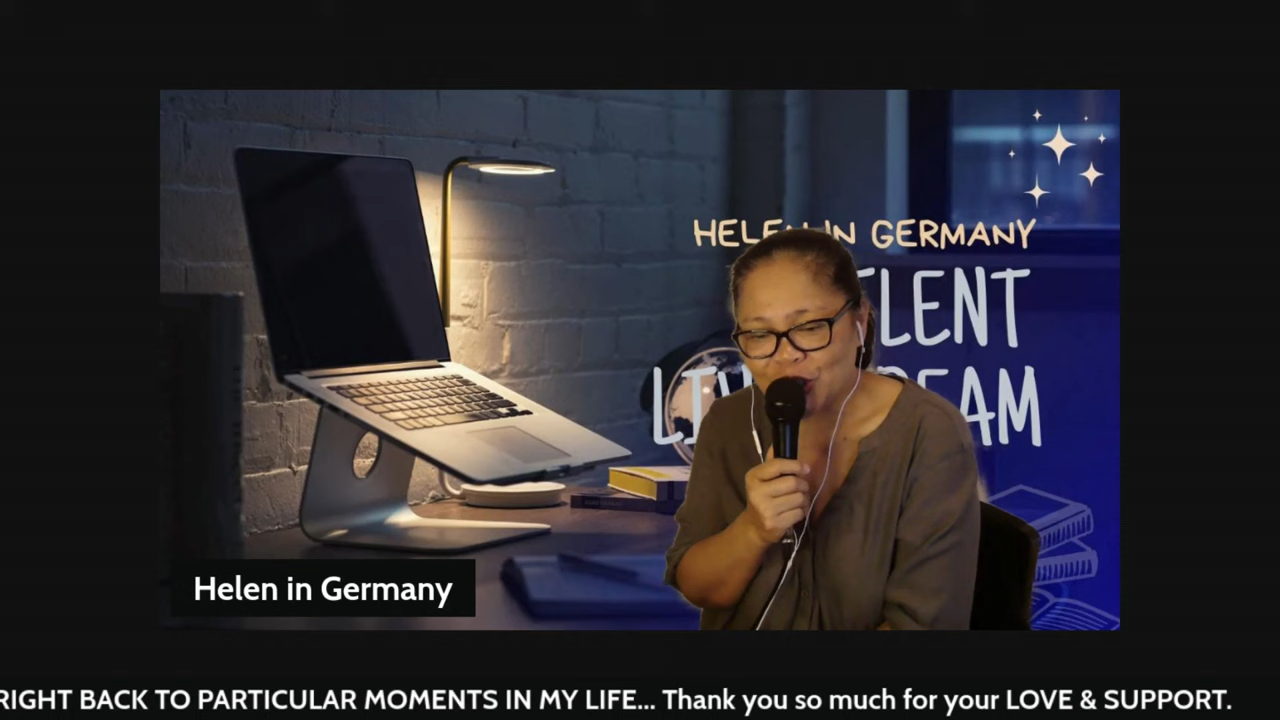 HELEN IN GERMANY
LENT
AM
Helen in Germany
RIGHT BACK TO PARTICULAR MOMENTS IN MY LIFE... Thank you so much for your LOVE & SUPPORT.